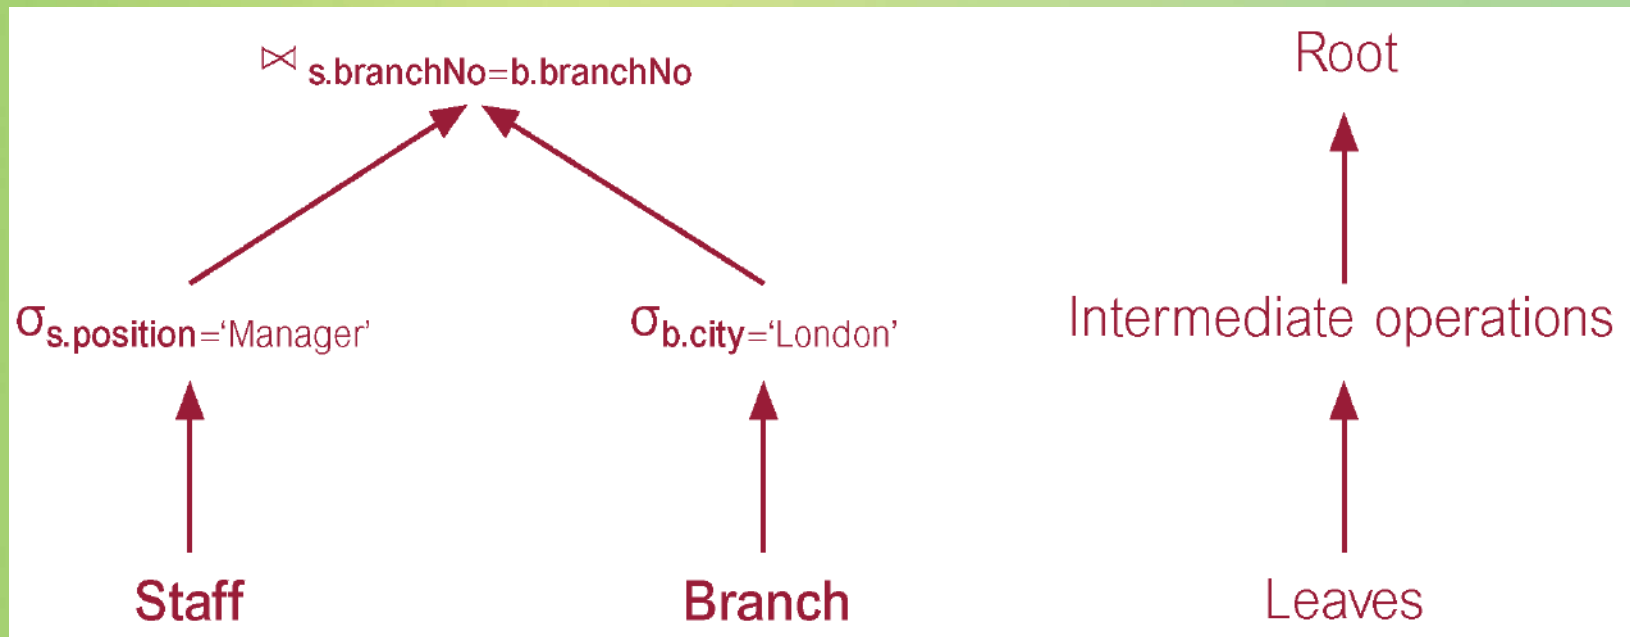 ⋈ s.branchNo=b.branchNo
Root
σs.position=‘Manager’
σb.city=‘London’
Intermediate operations
Staff
Branch
Leaves